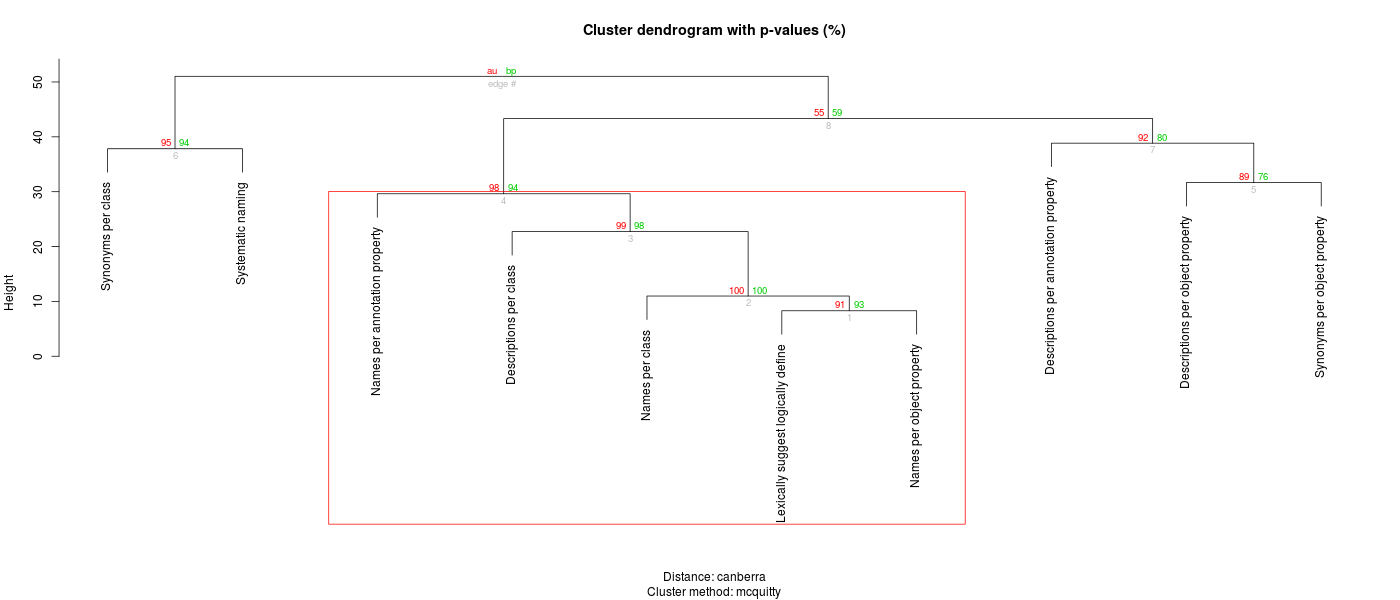 Cluster dendrogram with p-values (%)
au bp
edge #
50
55 59
8
40
95 94
6
92 80
7
89 76
5
30
98 94
4
99 98
3
20
100 100
2
91 93
1
10
0
Height
Synonyms per class
Systematic naming
Names per annotation property
Descriptions per class
Names per class
Lexically suggest logically define
Names per object property
Descriptions per annotation property
Descriptions per object property
Synonyms per object property
Distance: canberra
Cluster method: mcquitty